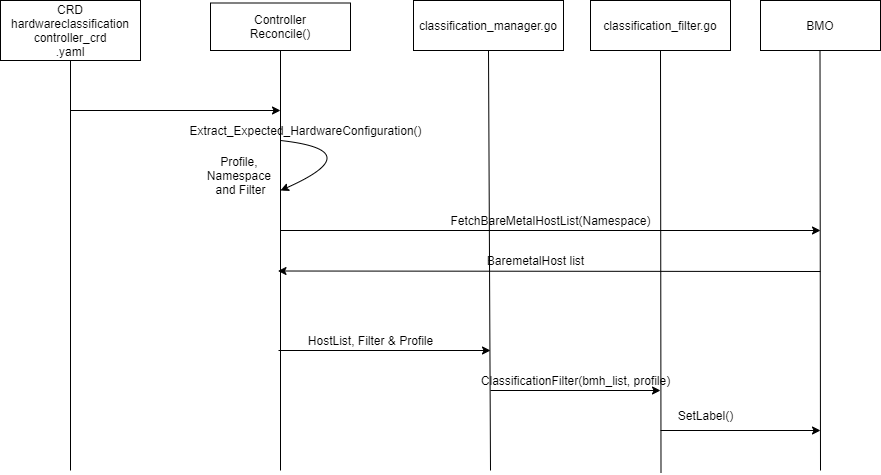 CRD
hardwareclassification
controller_crd
.yaml
Controller
Reconcile()
classification_manager.go
classification_filter.go
BMO
Extract_Expected_HardwareConfiguration()
Profile,
Namespace
and Filter
FetchBareMetalHostList(Namespace)
BaremetalHost list
HostList, Filter & Profile
ClassificationFilter(bmh_list, profile)
SetLabel()